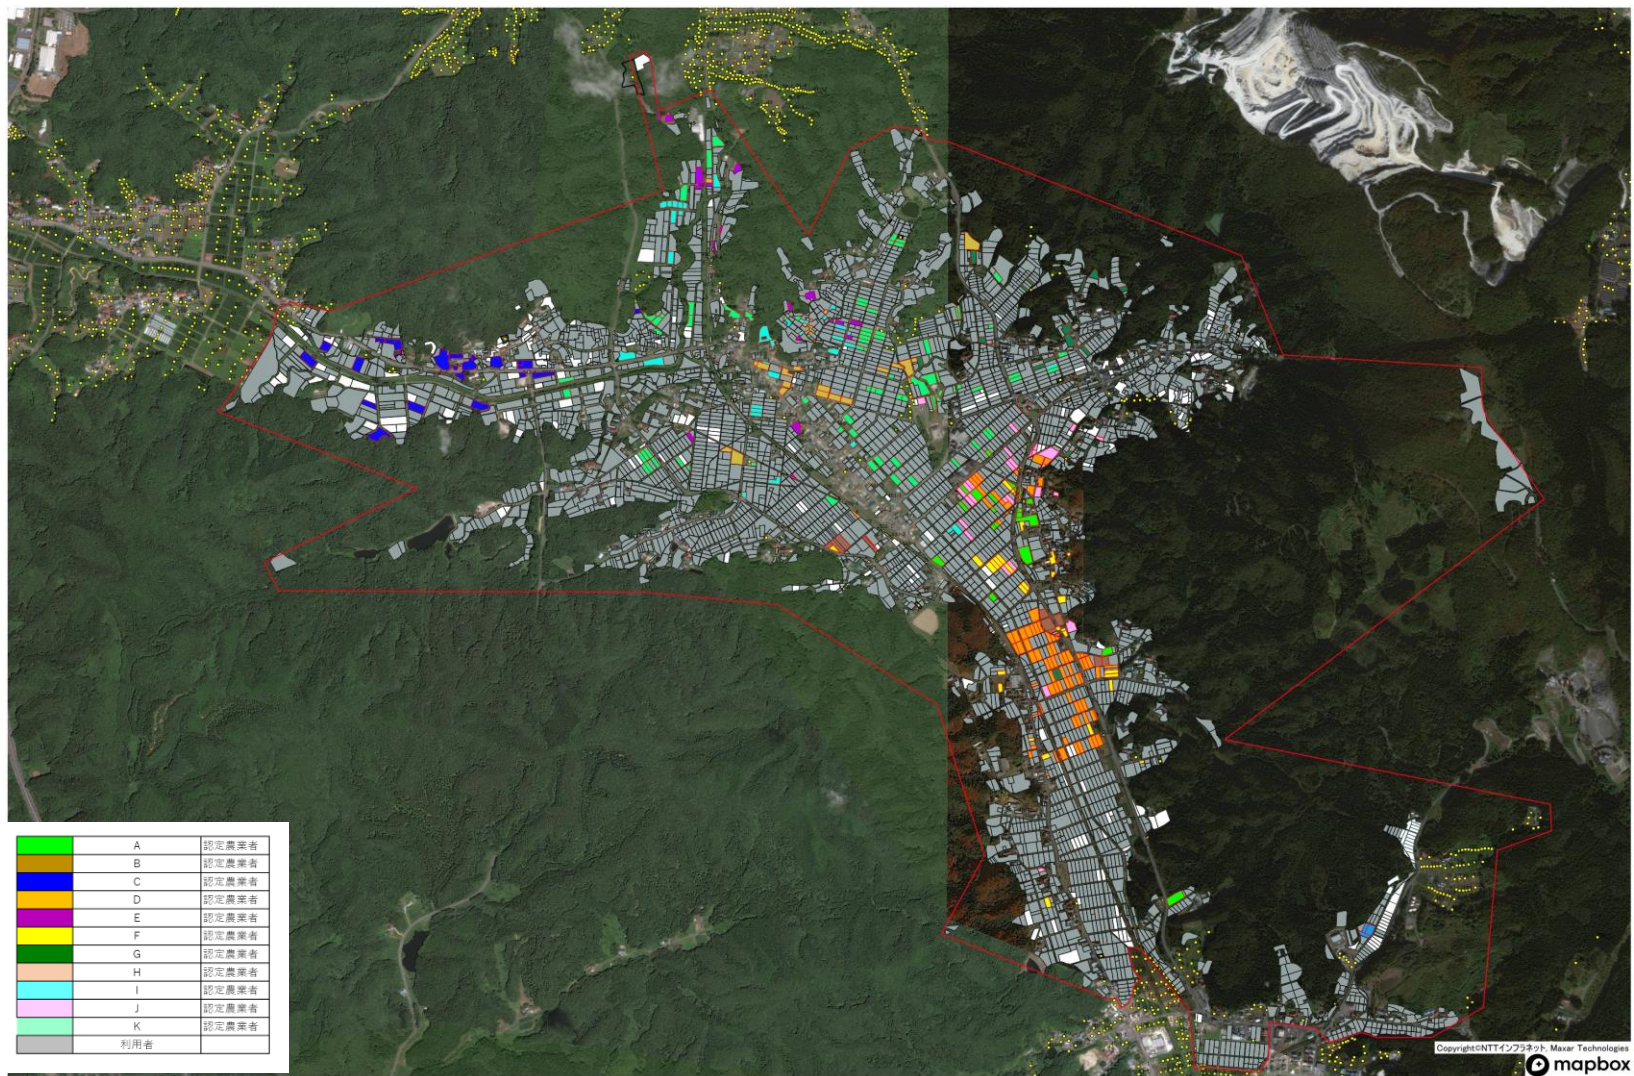 A 認定農業者
B 認定農業者
C 認定農業者
D 認定農業者
E 認定農業者
F 認定農業者
G 認定農業者
H 認定農業者
I 認定農業者
J 認定農業者
K 認定農業者
利用者
Copyright©NTTインフラネット, Maxar Technologies
mapbox